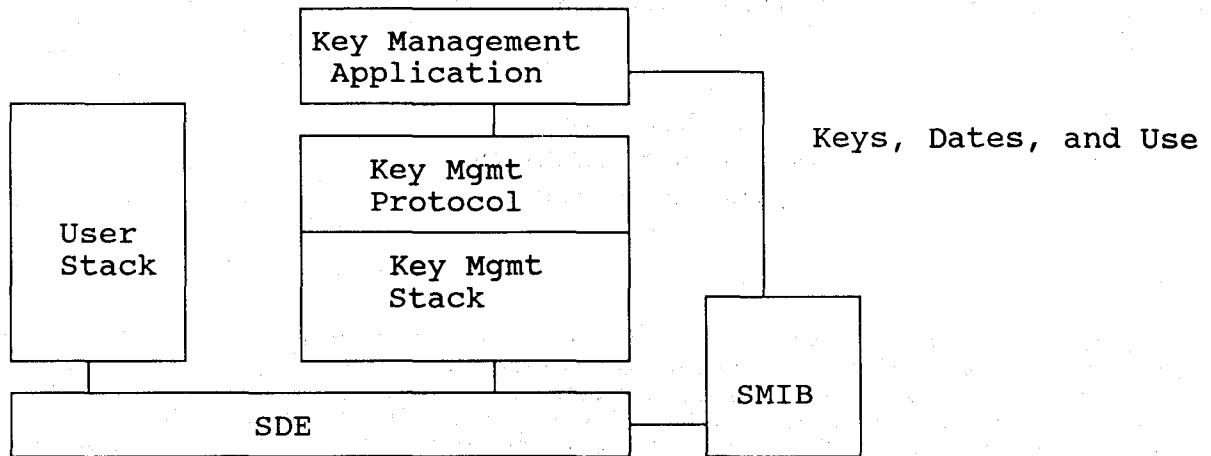 Key Management
Application
Keys, Dates, and Use
Key Mgmt
Protocol
User
Stack
Key Mgmt
Stack
SMIB
SDE